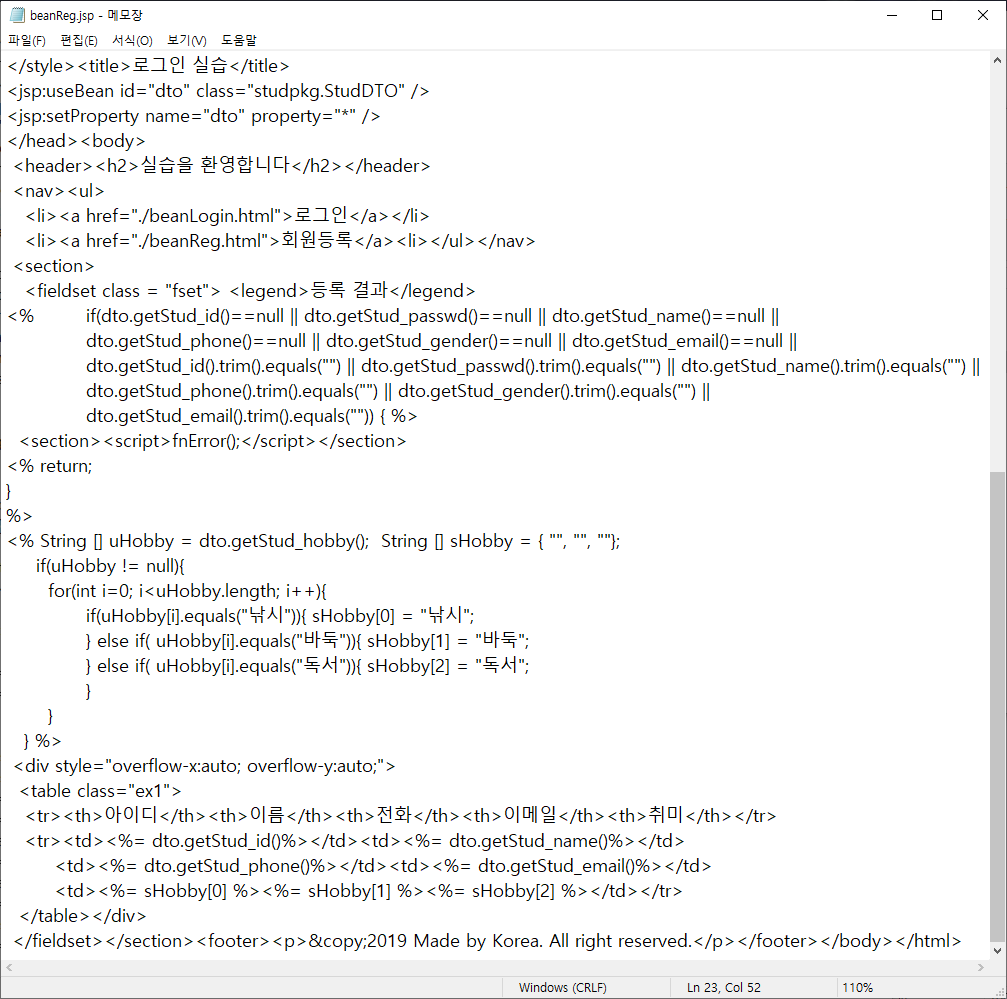 beanReg.jsp - 메모장
파일(F) 편집(E) 서식(O) 보기(V) 도움말
</style><title>로그인 실습</title>
<jsp:useBean id="dto" class="studpkg.StudDTO" />
<jsp:setProperty name="dto" property="*" />
</head><body>
<header><h2>실습을 환영합니다</h2></header>
<nav><ul>
<li><a href="./beanLogin.html">로그인</a></li>
<li><a href="./beanReg.html">회원등록</a><li></ul></nav>
<section>
<fieldset class = "fset"> <legend>등록 결과</legend>
<% if(dto.getStud_id()==null || dto.getStud_passwd()==null || dto.getStud_name()==null ||
dto.getStud_phone()==null || dto.getStud_gender()==null || dto.getStud_email()==null ||
dto.getStud_id().trim().equals("") || dto.getStud_passwd().trim().equals("") || dto.getStud_name().trim().equals("") ||
dto.getStud_phone().trim().equals("") || dto.getStud_gender().trim().equals("") ||
dto.getStud_email().trim().equals("")) { %>
<section><script>fnError();</script></section>
<% return;
}
%>
<% String [] uHobby = dto.getStud_hobby();  String [] sHobby = { "", "", ""};
if(uHobby != null){
for(int i=0; i<uHobby.length; i++){
if(uHobby[i].equals("낚시")){ sHobby[0] = "낚시";
} else if( uHobby[i].equals("바둑")){ sHobby[1] = "바둑";
} else if( uHobby[i].equals("독서")){ sHobby[2] = "독서";
}
}
} %>
<div style="overflow-x:auto; overflow-y:auto;">
<table class="ex1">
<tr><th>아이디</th><th>이름</th><th>전화</th><th>이메일</th><th>취미</th></tr>
<tr><td><%= dto.getStud_id()%></td><td><%= dto.getStud_name()%></td>
<td><%= dto.getStud_phone()%></td><td><%= dto.getStud_email()%></td>
<td><%= sHobby[0] %><%= sHobby[1] %><%= sHobby[2] %></td></tr>
</table></div>
</fieldset></section><footer><p>&copy;2019 Made by Korea. All right reserved.</p></footer></body></html>
Windows (CRLF) Ln 23, Col 52 110%